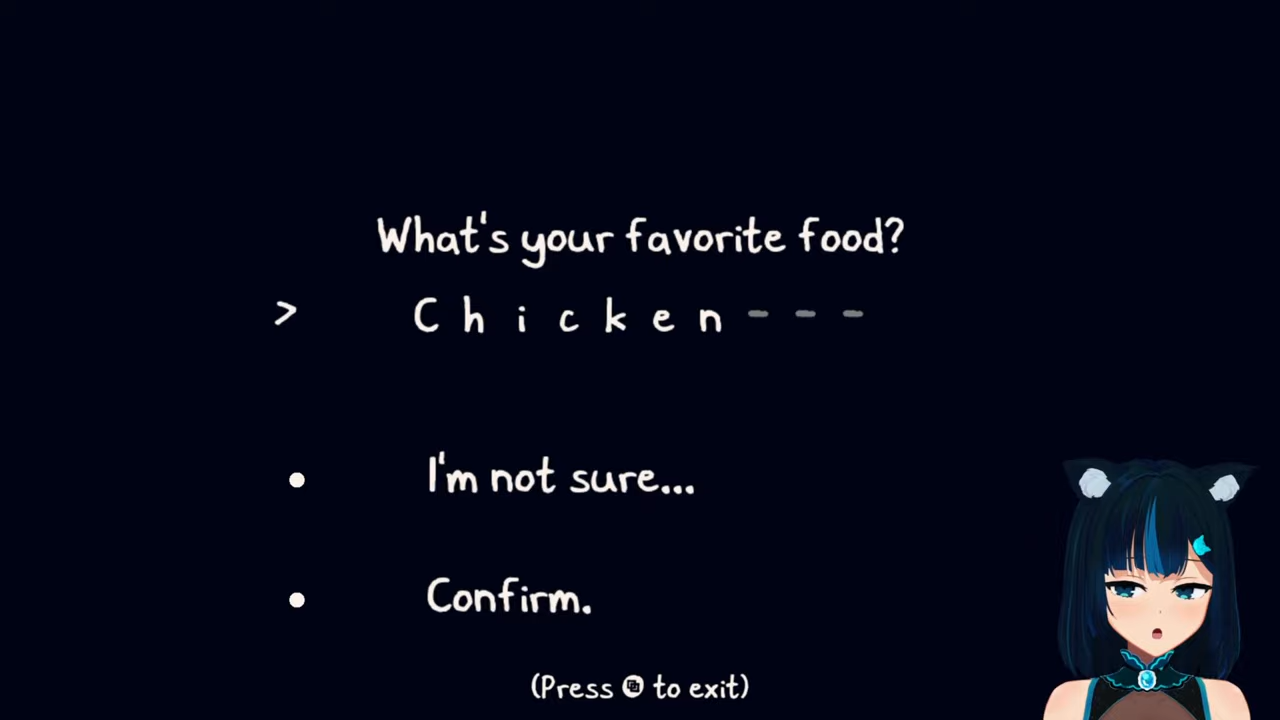 What's your favorite food?
> Chicken---
• I'm not sure...
• Confirm.
(Press to exit)